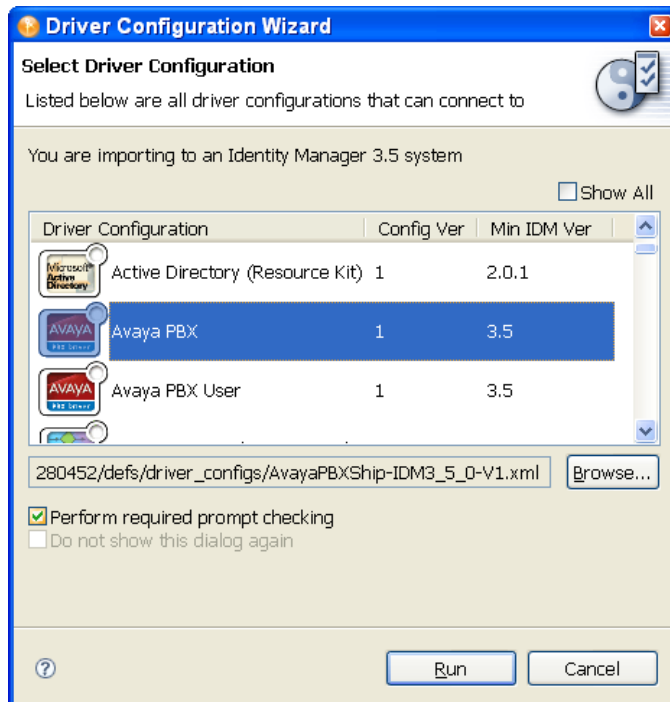 Driver Configuration Wizard
Select Driver Configuration
Listed below are all driver configurations that can connect to
You are importing to an Identity Manager 3.5 system
Show All
Driver Configuration Config Ver Min IDM Ver
Microsoft Active Directory
Active Directory (Resource Kit) 1 2.0.1
AVAYA
PBX Driver
Avaya PBX 1 3.5
AVAYA
PBX Driver
Avaya PBX User 1 3.5
280452/defs/driver_configs/AvayaPBXShip-IDM3_5_0-V1.xml Browse...
Perform required prompt checking
Do not show this dialog again
? Run Cancel